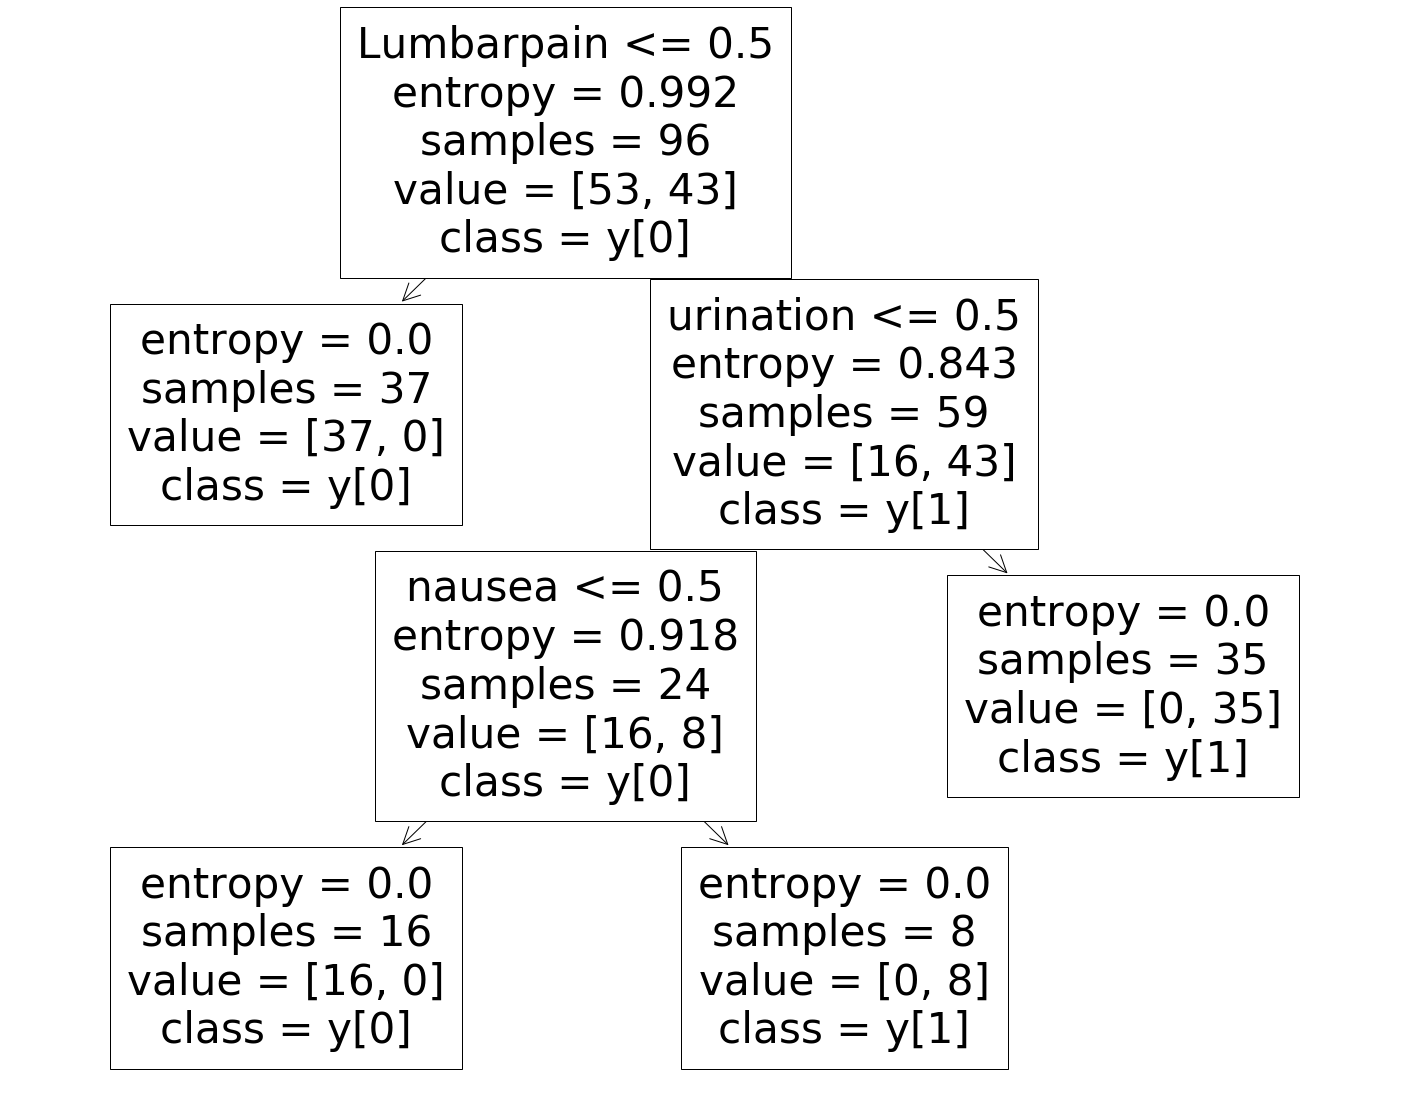 Lumbarpain <= 0.5
entropy = 0.992
samples = 96
value = [53, 43]
class = y[0]
entropy = 0.0
samples = 37
value = [37, 0]
class = y[0]
urination <= 0.5
entropy = 0.843
samples = 59
value = [16, 43]
class = y[1]
nausea <= 0.5
entropy = 0.918
samples = 24
value = [16, 8]
class = y[0]
entropy = 0.0
samples = 35
value = [0, 35]
class = y[1]
entropy = 0.0
samples = 16
value = [16, 0]
class = y[0]
entropy = 0.0
samples = 8
value = [0, 8]
class = y[1]